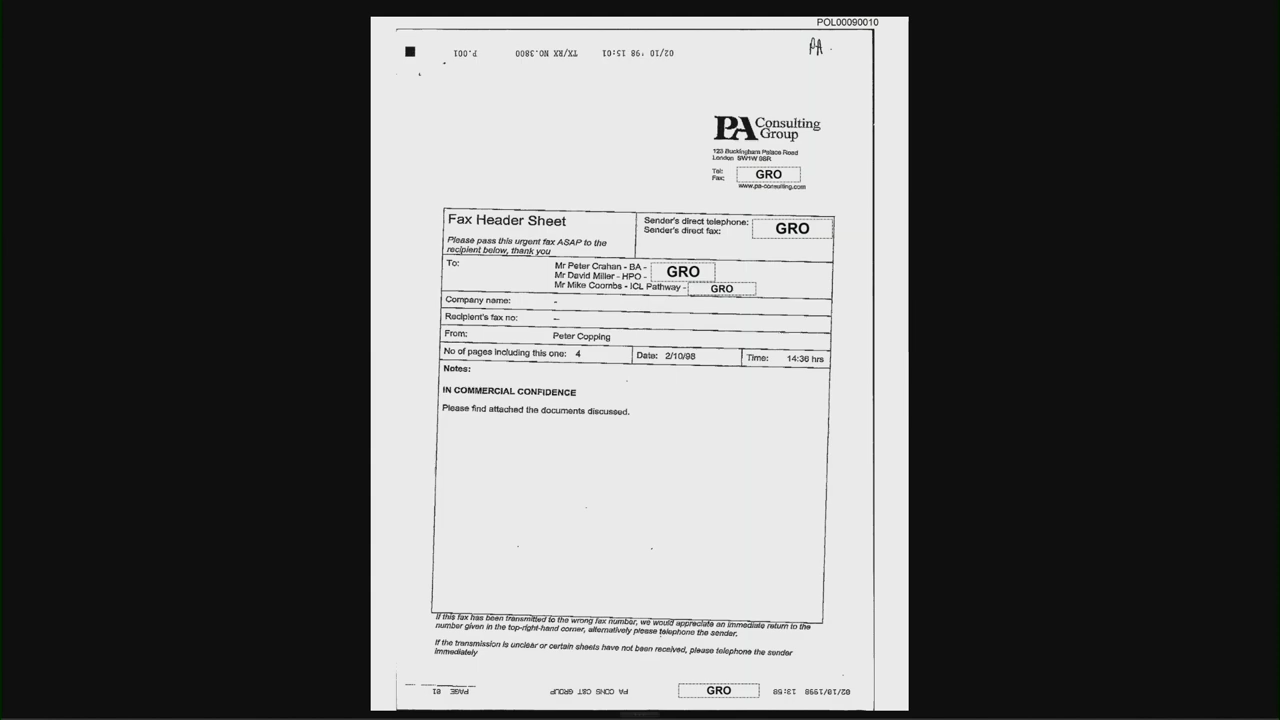 POL00090010
02/10 '98 15:01 TX/RX NO.3800 P.001
PA
PA Consulting Group
123 Buckingham Palace Road
London SW1W 9SR
Tel: GRO
Fax:
www.pa-consulting.com
Fax Header Sheet
Please pass this urgent fax ASAP to the
recipient below, thank you
Sender's direct telephone: GRO
Sender's direct fax:
To: Mr Peter Crahan - BA - GRO
Mr David Miller - HPO -
Mr Mike Coombs - ICL Pathway - GRO
Company name: -
Recipient's fax no: –
From: Peter Copping
No of pages including this one: 4 Date: 2/10/98 Time: 14:36 hrs
Notes:
IN COMMERCIAL CONFIDENCE
Please find attached the documents discussed.
If this fax has been transmitted to the wrong fax number, we would appreciate an immediate return to the
number given in the top-right-hand corner, alternatively please telephone the sender.
If the transmission is unclear or certain sheets have not been received, please telephone the sender
immediately
02/10/1998 13:58 GRO PA CONS C&T GROUP PAGE 01